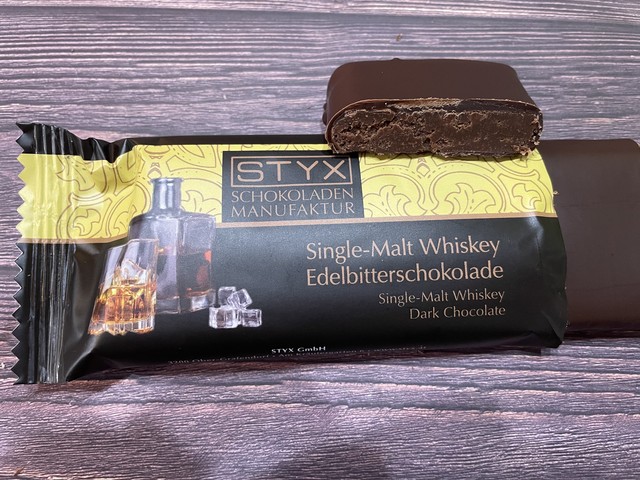 STYX
SCHOKOLADEN
MANUFAKTUR
Single-Malt Whiskey
Edelbitterschokolade
Single-Malt Whiskey
Dark Chocolate
STYX GmbH